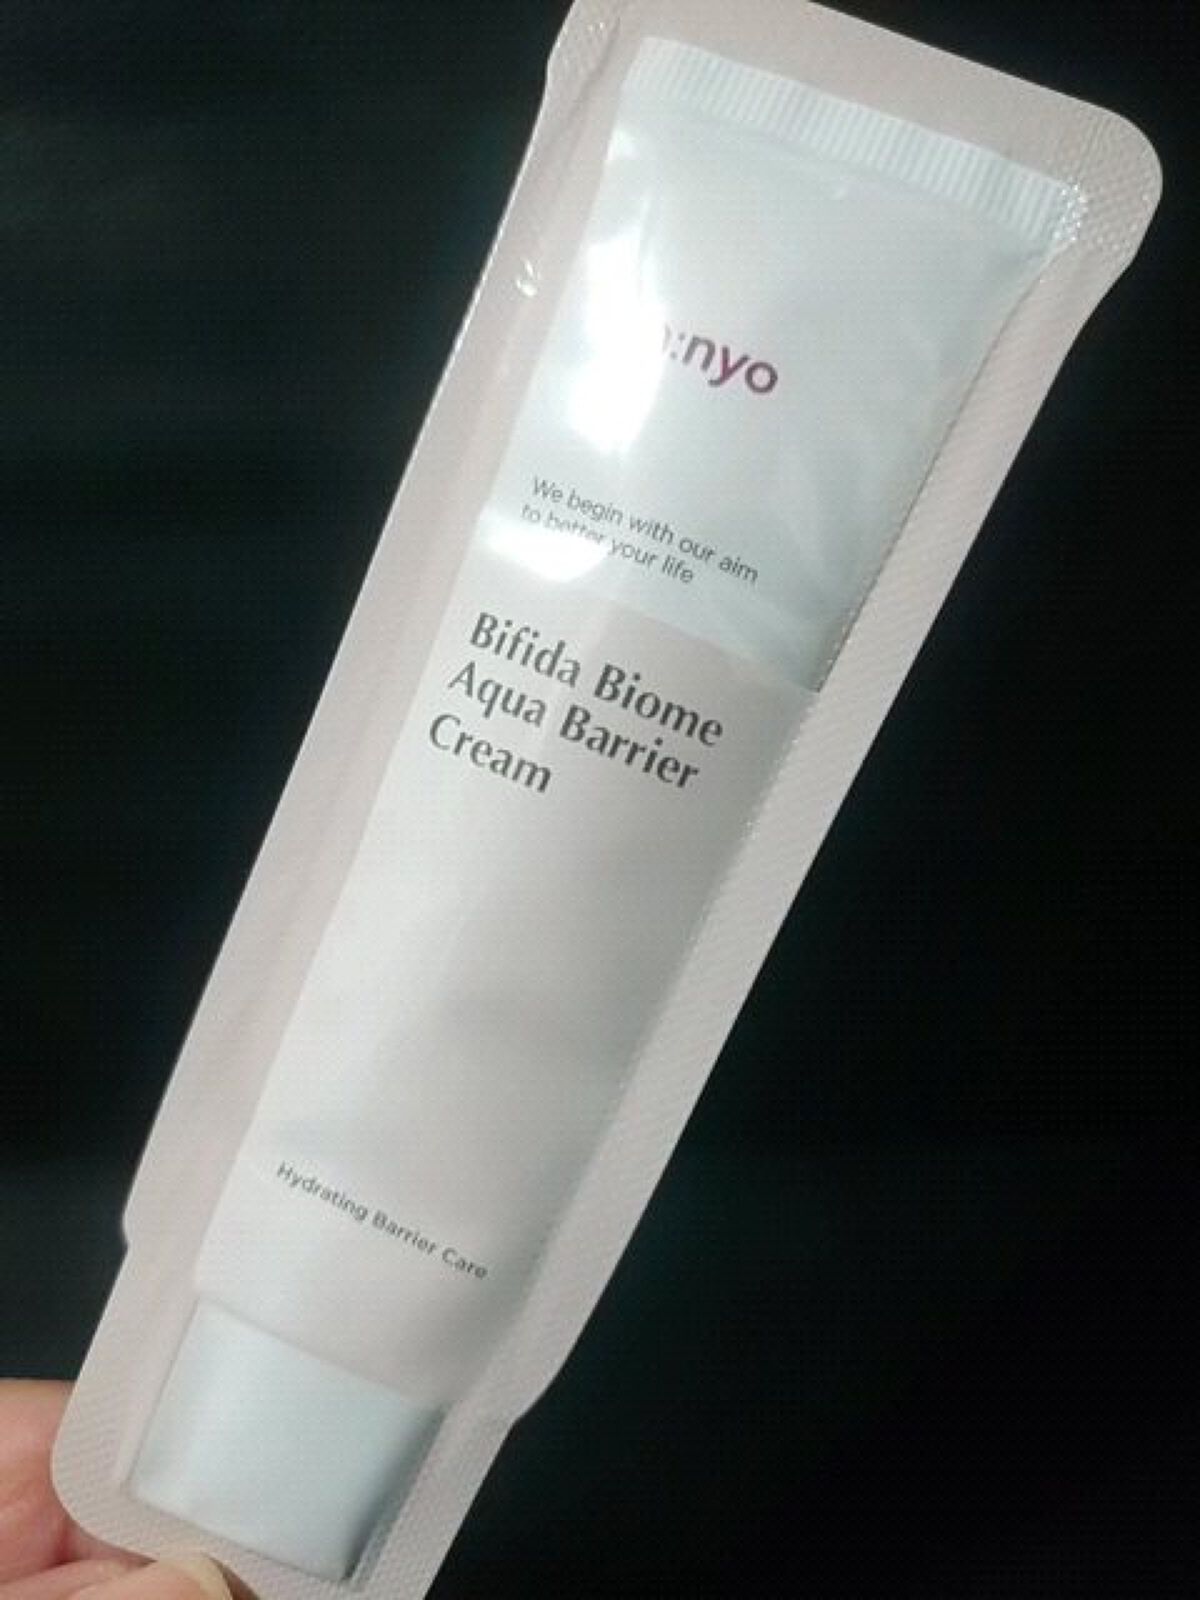 :nyo
We begin with our aim
to better your life
Bifida Biome
Aqua Barrier
Cream
Hydrating Barrier Care